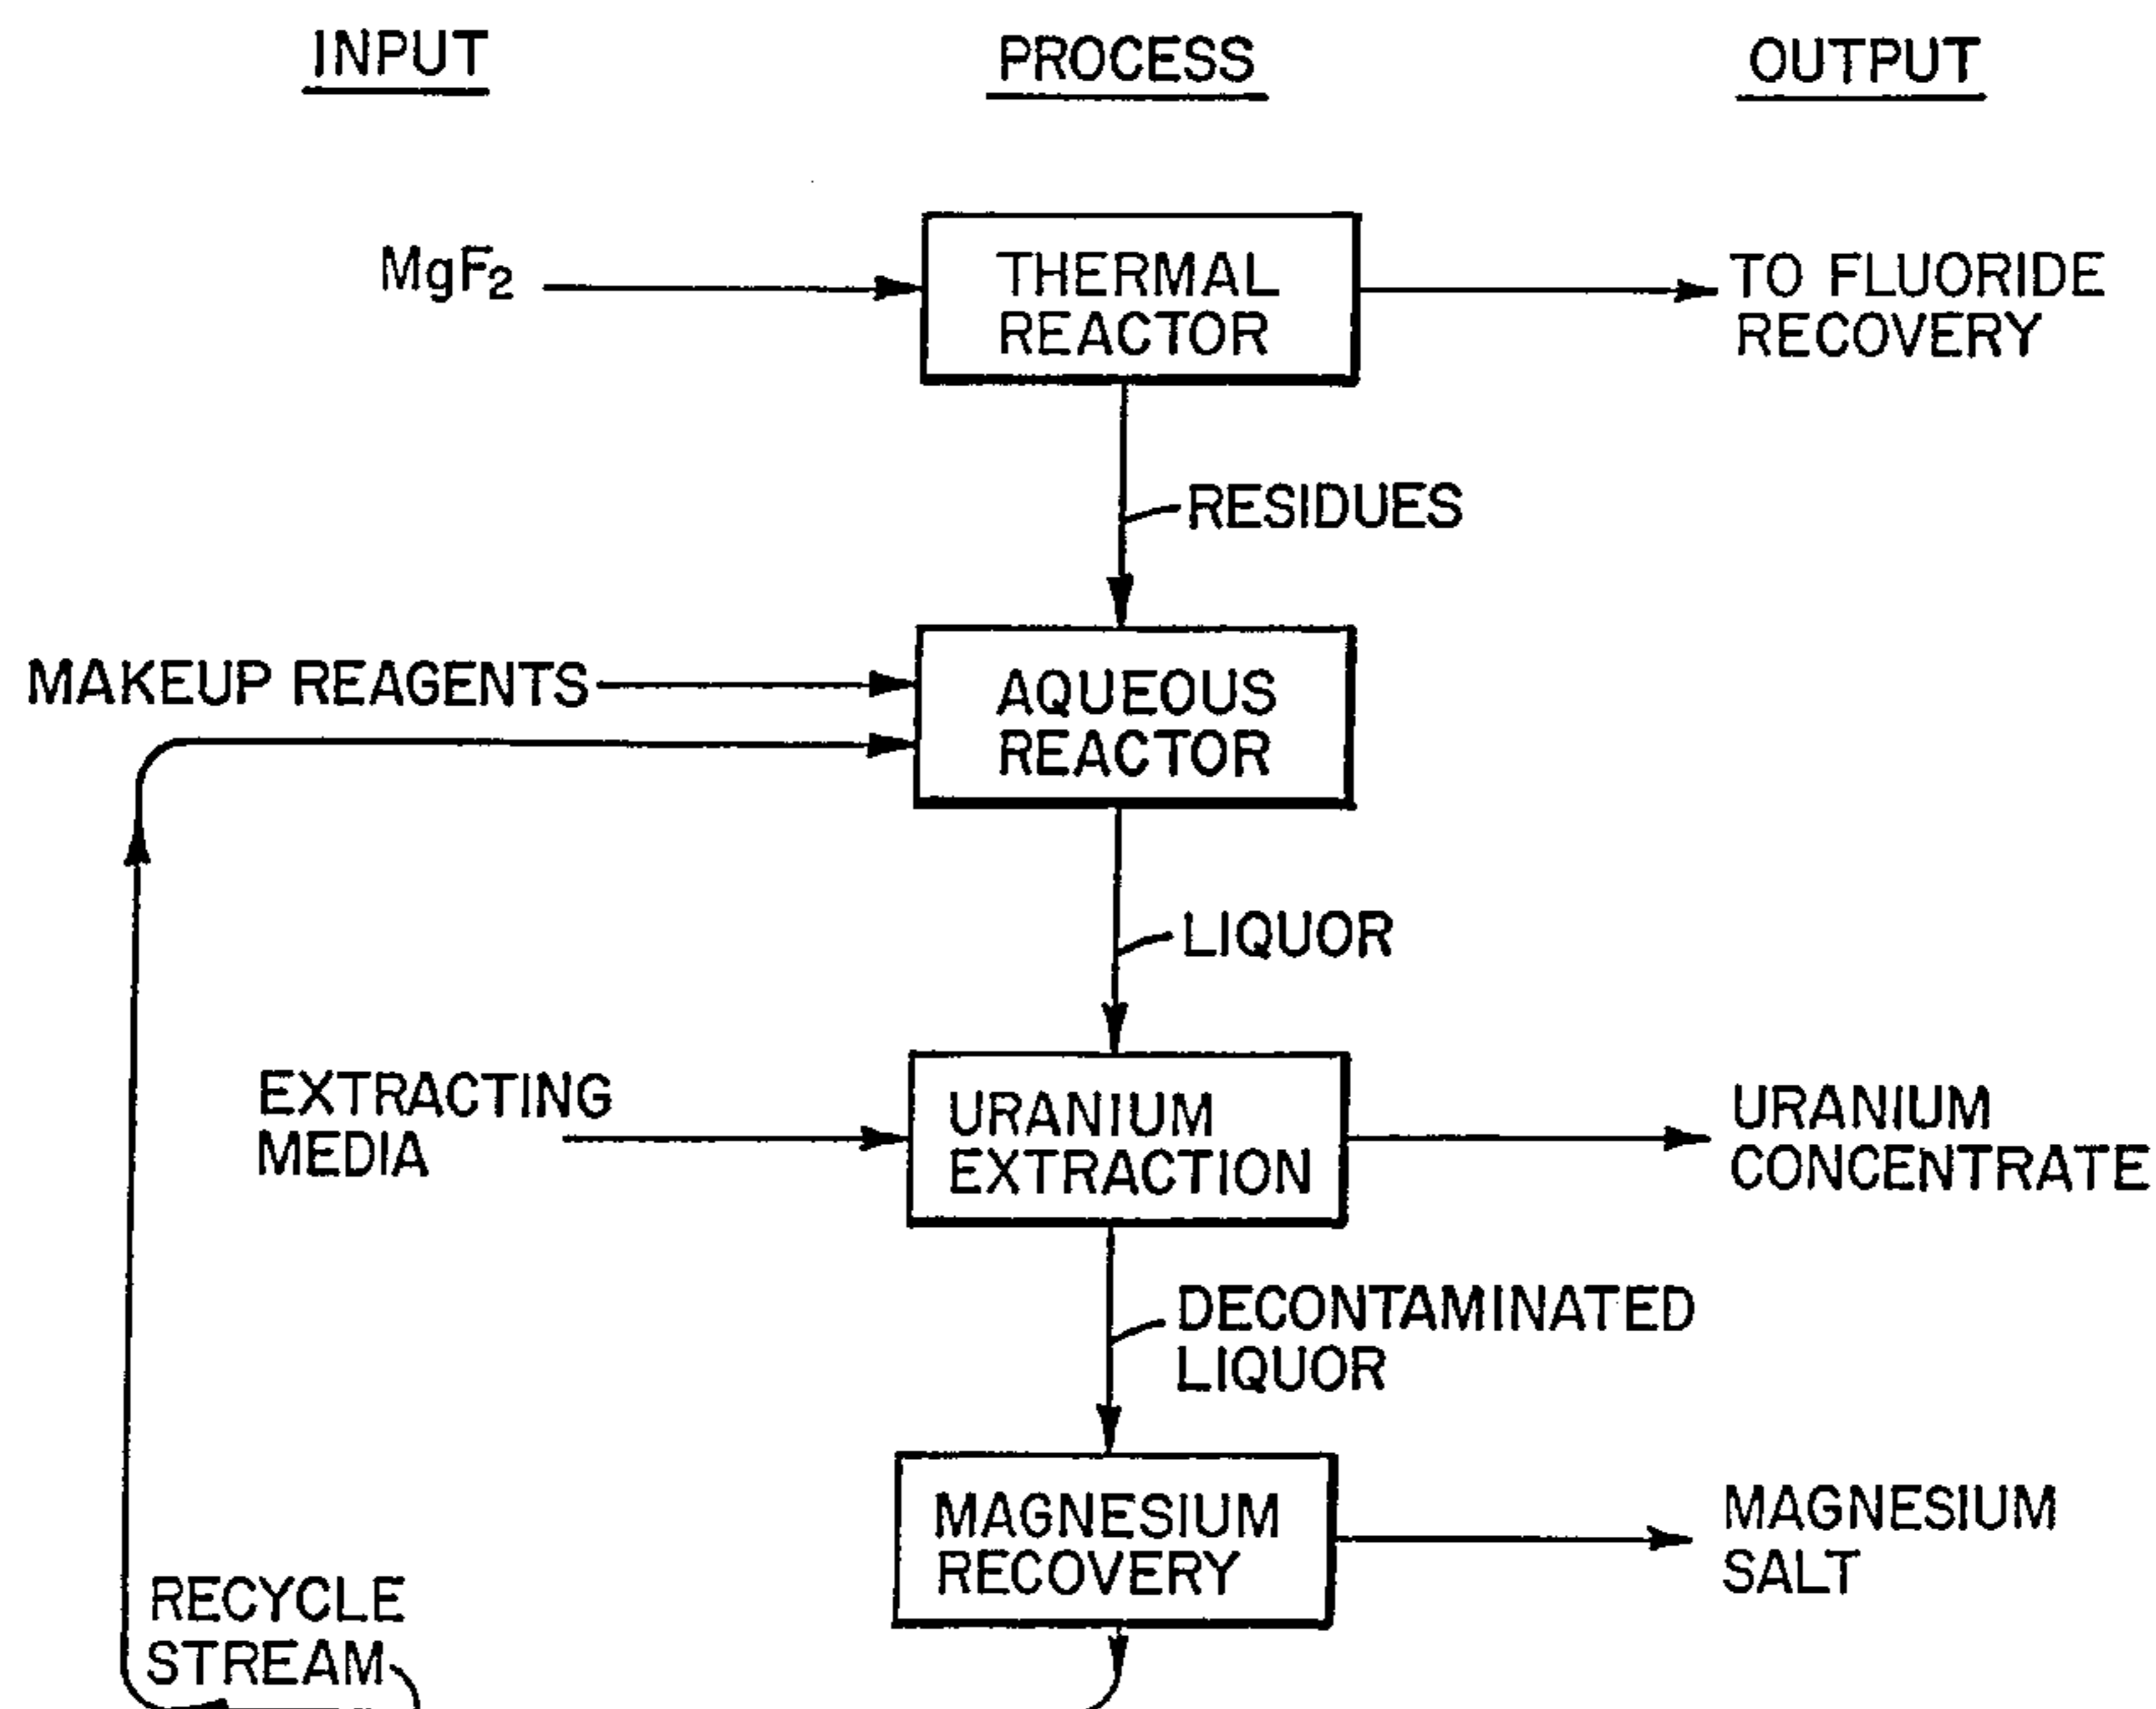 INPUT
PROCESS
OUTPUT
MgF2
THERMAL
REACTOR
TO FLUORIDE
RECOVERY
RESIDUES
MAKEUP REAGENTS
AQUEOUS
REACTOR
LIQUOR
EXTRACTING
MEDIA
URANIUM
EXTRACTION
URANIUM
CONCENTRATE
DECONTAMINATED
LIQUOR
MAGNESIUM
RECOVERY
MAGNESIUM
SALT
RECYCLE
STREAM